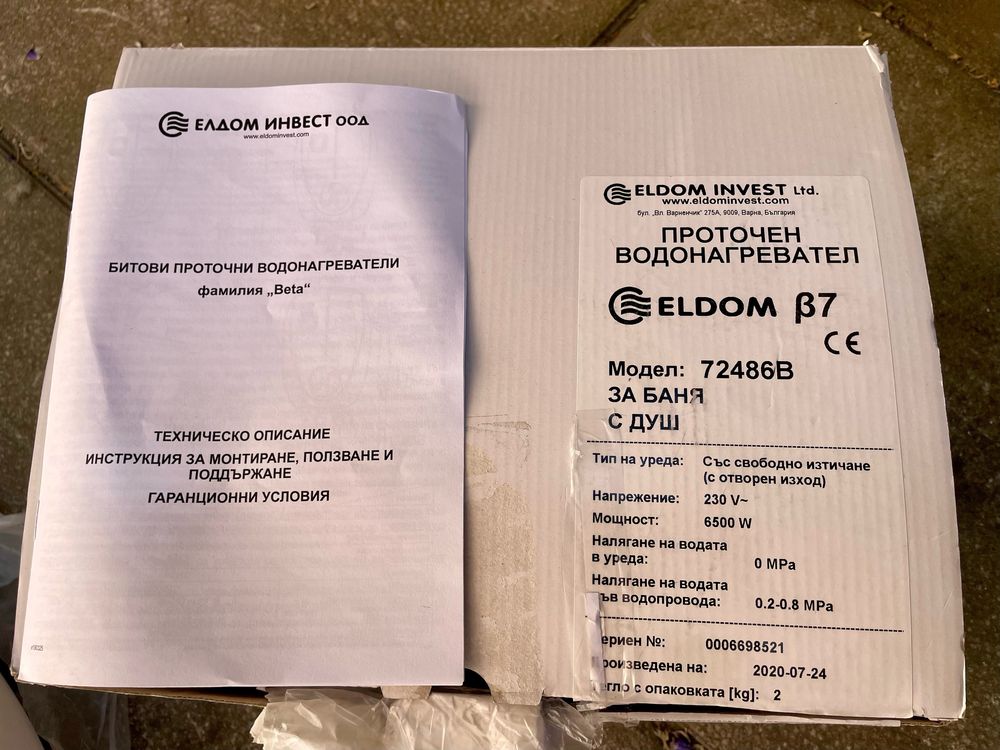 ЕЛДОМ ИНВЕСТ ООД
www.eldominvest.com
БИТОВИ ПРОТОЧНИ ВОДОНАГРЕВАТЕЛИ
фамилия „Beta“
ТЕХНИЧЕСКО ОПИСАНИЕ
ИНСТРУКЦИЯ ЗА МОНТИРАНЕ, ПОЛЗВАНЕ И
ПОДДЪРЖАНЕ
ГАРАНЦИОННИ УСЛОВИЯ
ELDOM INVEST Ltd.
www.eldominvest.com
бул. „Вл. Варненчик" 275А, 9009, Варна, България
ПРОТОЧЕН
ВОДОНАГРЕВАТЕЛ
ELDOM β7
CE
Модел: 72486B
ЗА БАНЯ
С ДУШ
Тип на уреда: Със свободно изтичане
(с отворен изход)
Напрежение: 230 V~
Мощност: 6500 W
Налягане на водата
в уреда: 0 MPa
Налягане на водата
ъв водопровода: 0.2-0.8 MPa
ериен №: 0006698521
роизведена на: 2020-07-24
егло с опаковката [kg]: 2